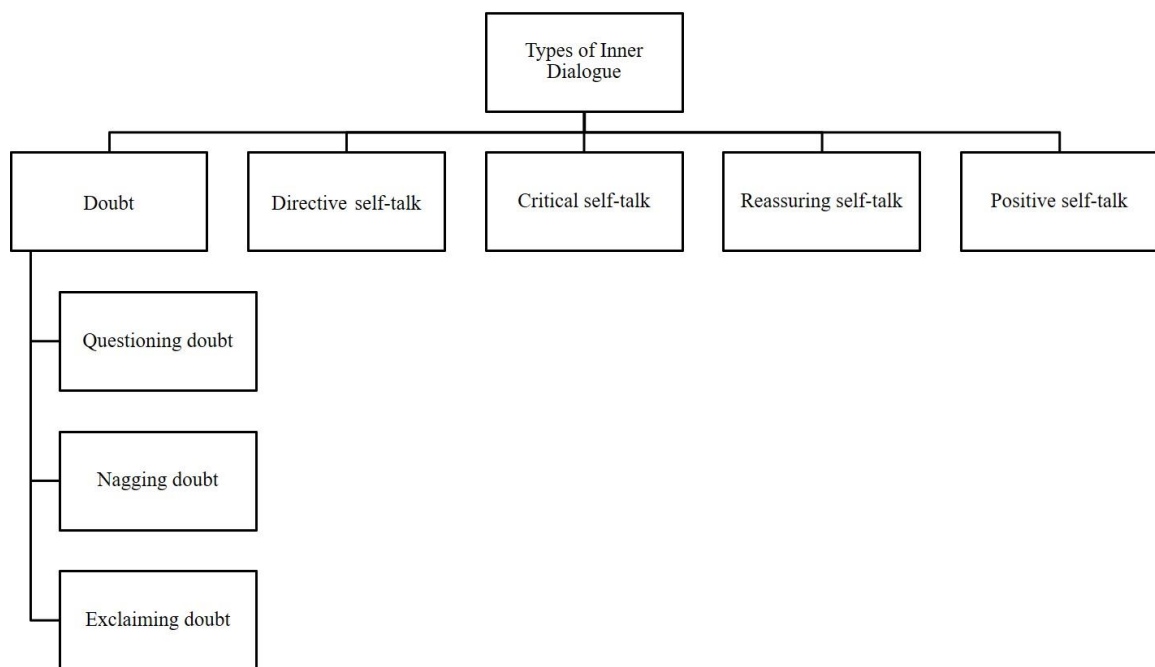 Types of Inner
Dialogue
Doubt
Directive self-talk
Critical self-talk
Reassuring self-talk
Positive self-talk
Questioning doubt
Nagging doubt
Exclaiming doubt